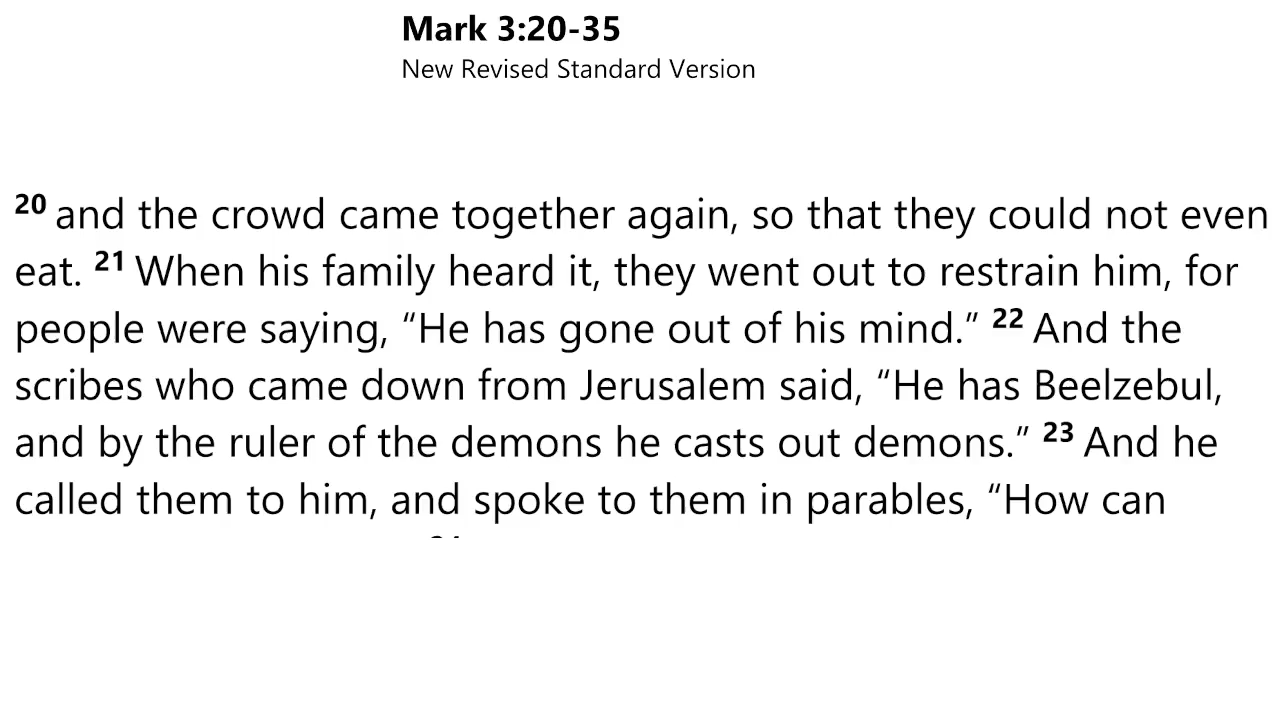 Mark 3:20-35
New Revised Standard Version
20 and the crowd came together again, so that they could not even
eat. 21 When his family heard it, they went out to restrain him, for
people were saying, “He has gone out of his mind.” 22 And the
scribes who came down from Jerusalem said, “He has Beelzebul,
and by the ruler of the demons he casts out demons.” 23 And he
called them to him, and spoke to them in parables, “How can